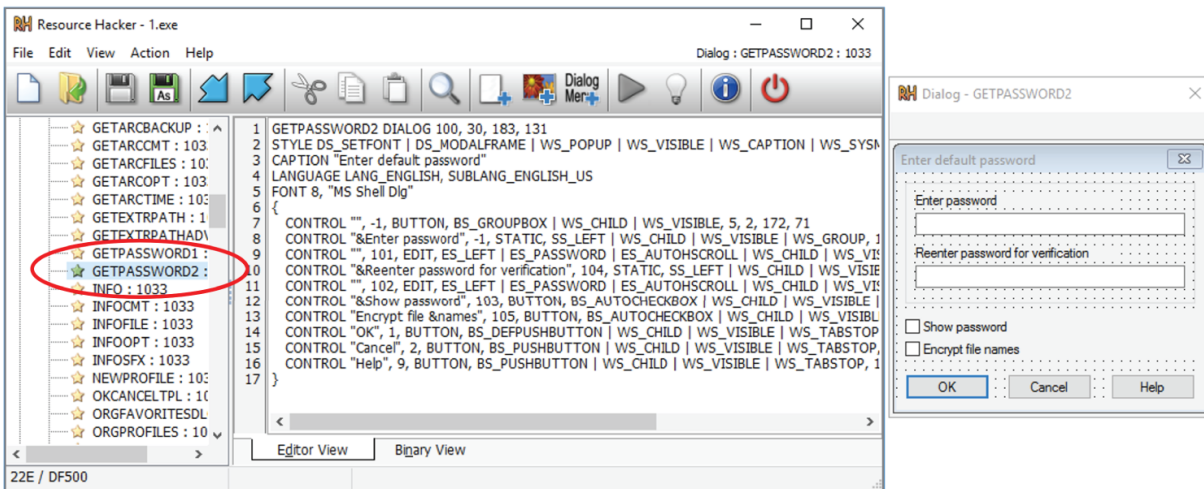 RH Resource Hacker - 1.exe
File Edit View Action Help
Dialog : GETPASSWORD2 : 1033
As
Dialog
Mer
GETARCBACKUP :
GETARCCMT : 103
GETARCFILES : 10
GETARCOPT : 103
GETARCTIME : 103
GETEXTRPATH : 1
GETEXTRPATHADV
GETPASSWORD1 :
GETPASSWORD2 :
INFO : 1033
INFOCMT : 1033
INFOFILE : 1033
INFOOPT : 1033
INFOSFX : 1033
NEWPROFILE : 103
OKCANCELTPL : 10
ORGFAVORITESDL
ORGPROFILES : 10
1 GETPASSWORD2 DIALOG 100, 30, 183, 131
2 STYLE DS_SETFONT | DS_MODALFRAME | WS_POPUP | WS_VISIBLE | WS_CAPTION | WS_SYSM
3 CAPTION "Enter default password"
4 LANGUAGE LANG_ENGLISH, SUBLANG_ENGLISH_US
5 FONT 8, "MS Shell Dlg"
6 {
7 CONTROL "", -1, BUTTON, BS_GROUPBOX | WS_CHILD | WS_VISIBLE, 5, 2, 172, 71
8 CONTROL "&Enter password", -1, STATIC, SS_LEFT | WS_CHILD | WS_VISIBLE | WS_GROUP, 1
9 CONTROL "", 101, EDIT, ES_LEFT | ES_PASSWORD | ES_AUTOHSCROLL | WS_CHILD | WS_VIS
10 CONTROL "&Reenter password for verification", 104, STATIC, SS_LEFT | WS_CHILD | WS_VISIB
11 CONTROL "", 102, EDIT, ES_LEFT | ES_PASSWORD | ES_AUTOHSCROLL | WS_CHILD | WS_VIS
12 CONTROL "&Show password", 103, BUTTON, BS_AUTOCHECKBOX | WS_CHILD | WS_VISIBLE |
13 CONTROL "Encrypt file &names", 105, BUTTON, BS_AUTOCHECKBOX | WS_CHILD | WS_VISIBL
14 CONTROL "OK", 1, BUTTON, BS_DEFPUSHBUTTON | WS_CHILD | WS_VISIBLE | WS_TABSTOP
15 CONTROL "Cancel", 2, BUTTON, BS_PUSHBUTTON | WS_CHILD | WS_VISIBLE | WS_TABSTOP,
16 CONTROL "Help", 9, BUTTON, BS_PUSHBUTTON | WS_CHILD | WS_VISIBLE | WS_TABSTOP, 1
17 }
Editor View Binary View
22E / DF500
RH Dialog - GETPASSWORD2
Enter default password
Enter password
Reenter password for verification
Show password
Encrypt file names
OK Cancel Help